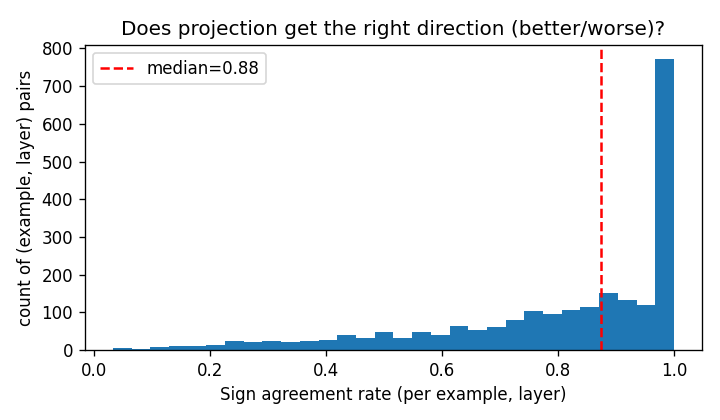 Does projection get the right direction (better/worse)?
median=0.88
count of (example, layer) pairs
800
700
600
500
400
300
200
100
0
0.0 0.2 0.4 0.6 0.8 1.0
Sign agreement rate (per example, layer)